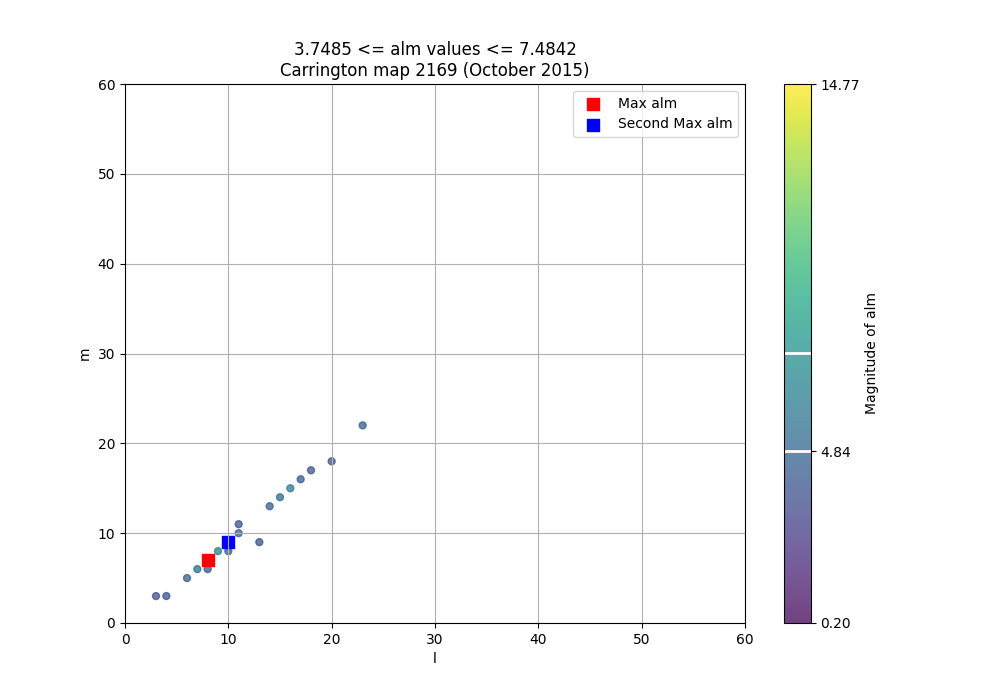 3.7485 <= alm values <= 7.4842
Carrington map 2169 (October 2015)
Max alm
Second Max alm
60
50
40
30
20
10
0
m
0 10 20 30 40 50 60
l
14.77
4.84
0.20
Magnitude of alm